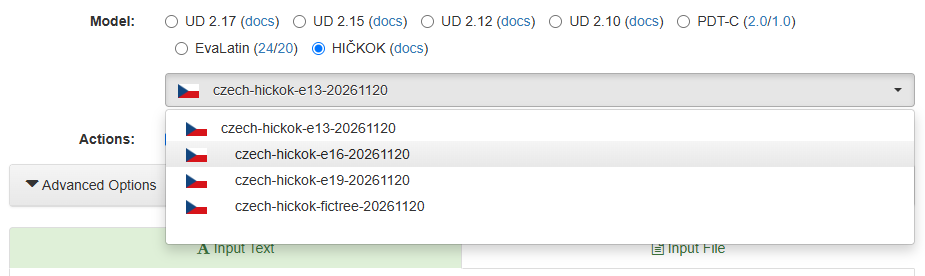 Model: UD 2.17 (docs) UD 2.15 (docs) UD 2.12 (docs) UD 2.10 (docs) PDT-C (2.0/1.0)
EvaLatin (24/20) HIČKOK (docs)
czech-hickok-e13-20261120
czech-hickok-e13-20261120
Actions:
czech-hickok-e16-20261120
czech-hickok-e19-20261120
Advanced Options
czech-hickok-fictree-20261120
Input Text Input File